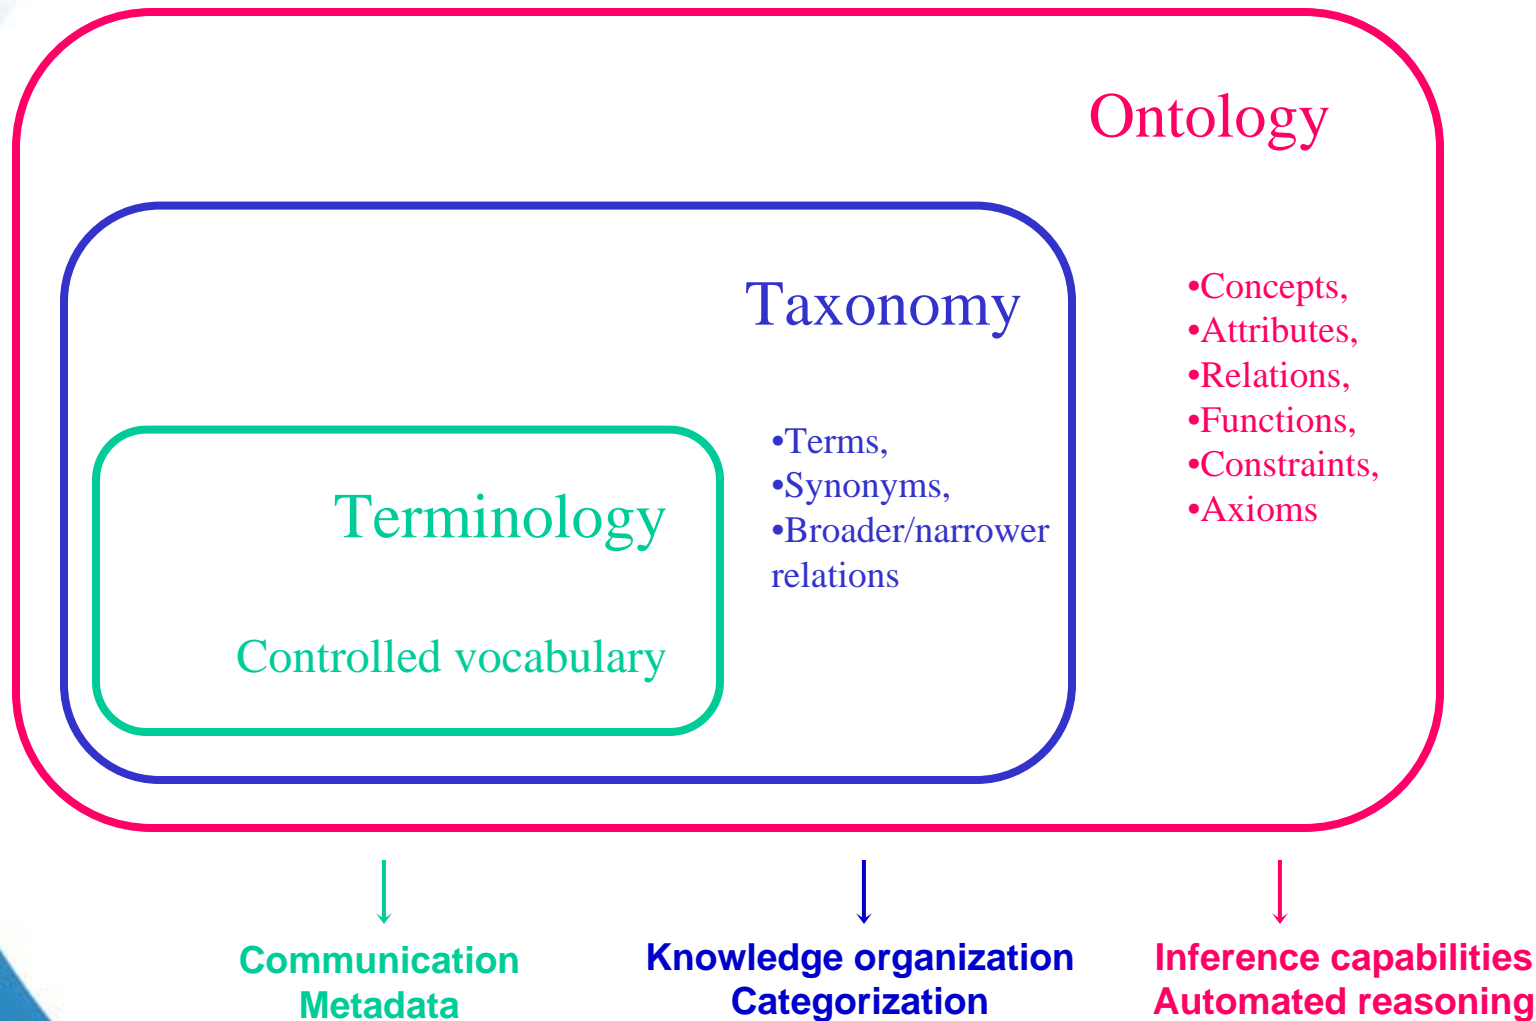 Ontology
•Concepts,
•Attributes,
•Relations,
•Functions,
•Constraints,
•Axioms
Taxonomy
•Terms,
•Synonyms,
•Broader/narrower
relations
Terminology
Controlled vocabulary
Communication
Metadata
Knowledge organization
Categorization
Inference capabilities
Automated reasoning